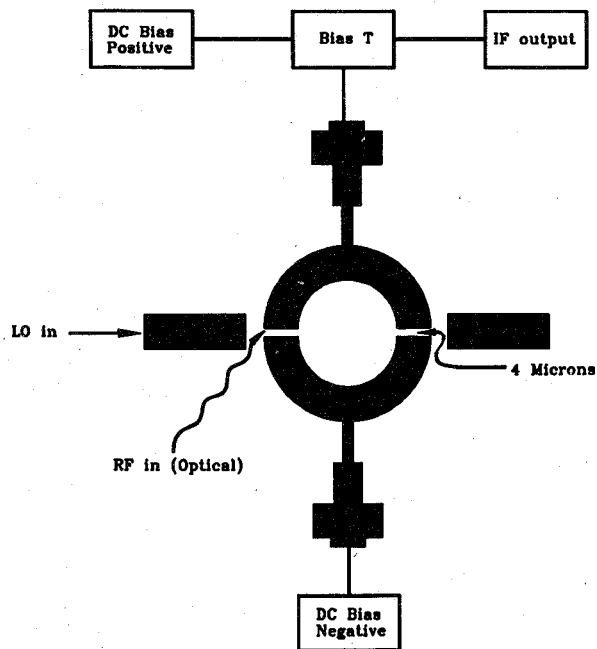 DC Bias
Positive
Bias T
IF output
LO in
4 Microns
RF in (Optical)
DC Bias
Negative